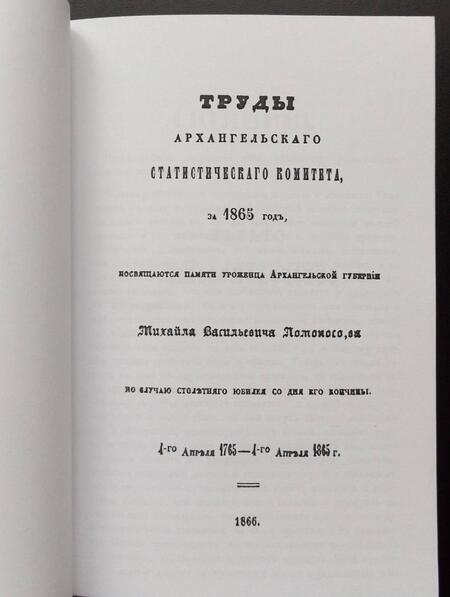 ТРУДЫ
АРХАНГЕЛЬСКАГО
СТАТИСТИЧЕСКАГО КОМИТЕТА,
за 1865 годъ,
посвящаются памяти уроженца Архангельской губернiи
Михайла Васильевича Ломоносова
по случаю столѣтняго юбилея со дня его кончины.
4-го Апрѣля 1765—4-го Апрѣля 1865 г.
1866.